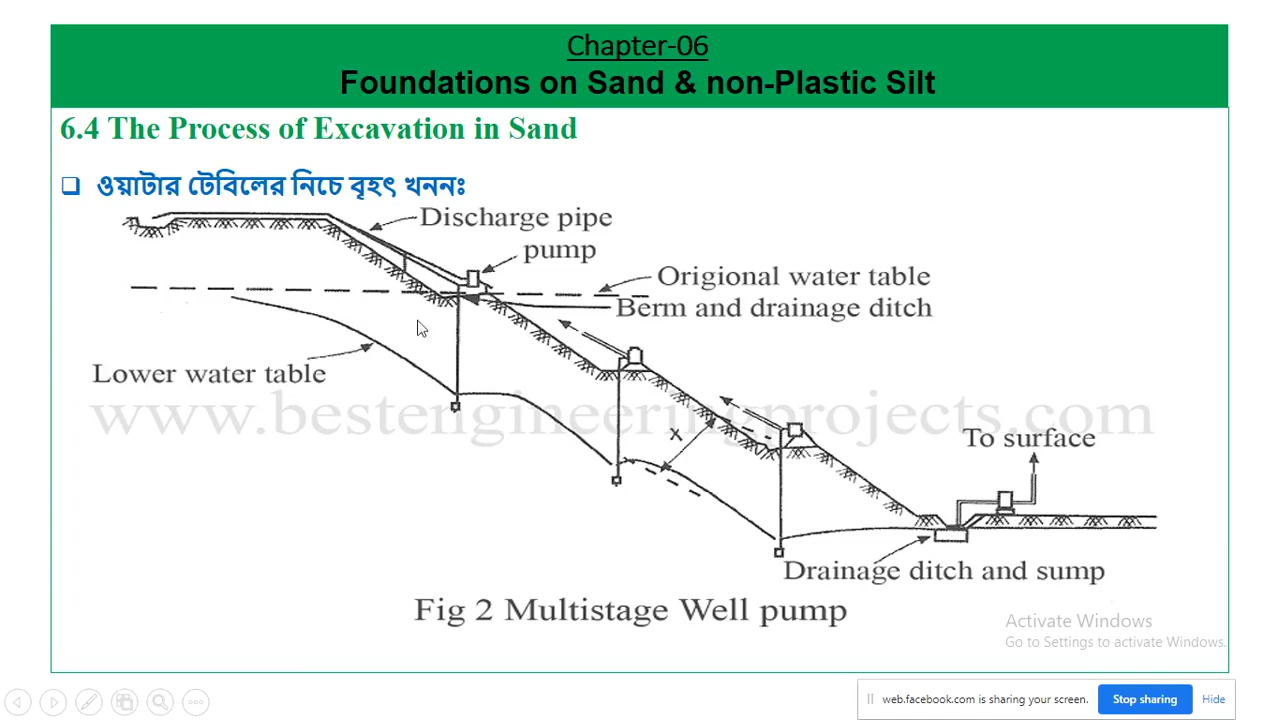 Chapter-06
Foundations on Sand & non-Plastic Silt
6.4 The Process of Excavation in Sand
ওয়াটার টেবিলের নিচে বৃহৎ খননঃ
Discharge pipe
pump
Origional water table
Berm and drainage ditch
Lower water table
www.bestengineeringprojects.com
x
To surface
Drainage ditch and sump
Fig 2 Multistage Well pump
Activate Windows
Go to Settings to activate Windows.
web.facebook.com is sharing your screen.
Stop sharing
Hide